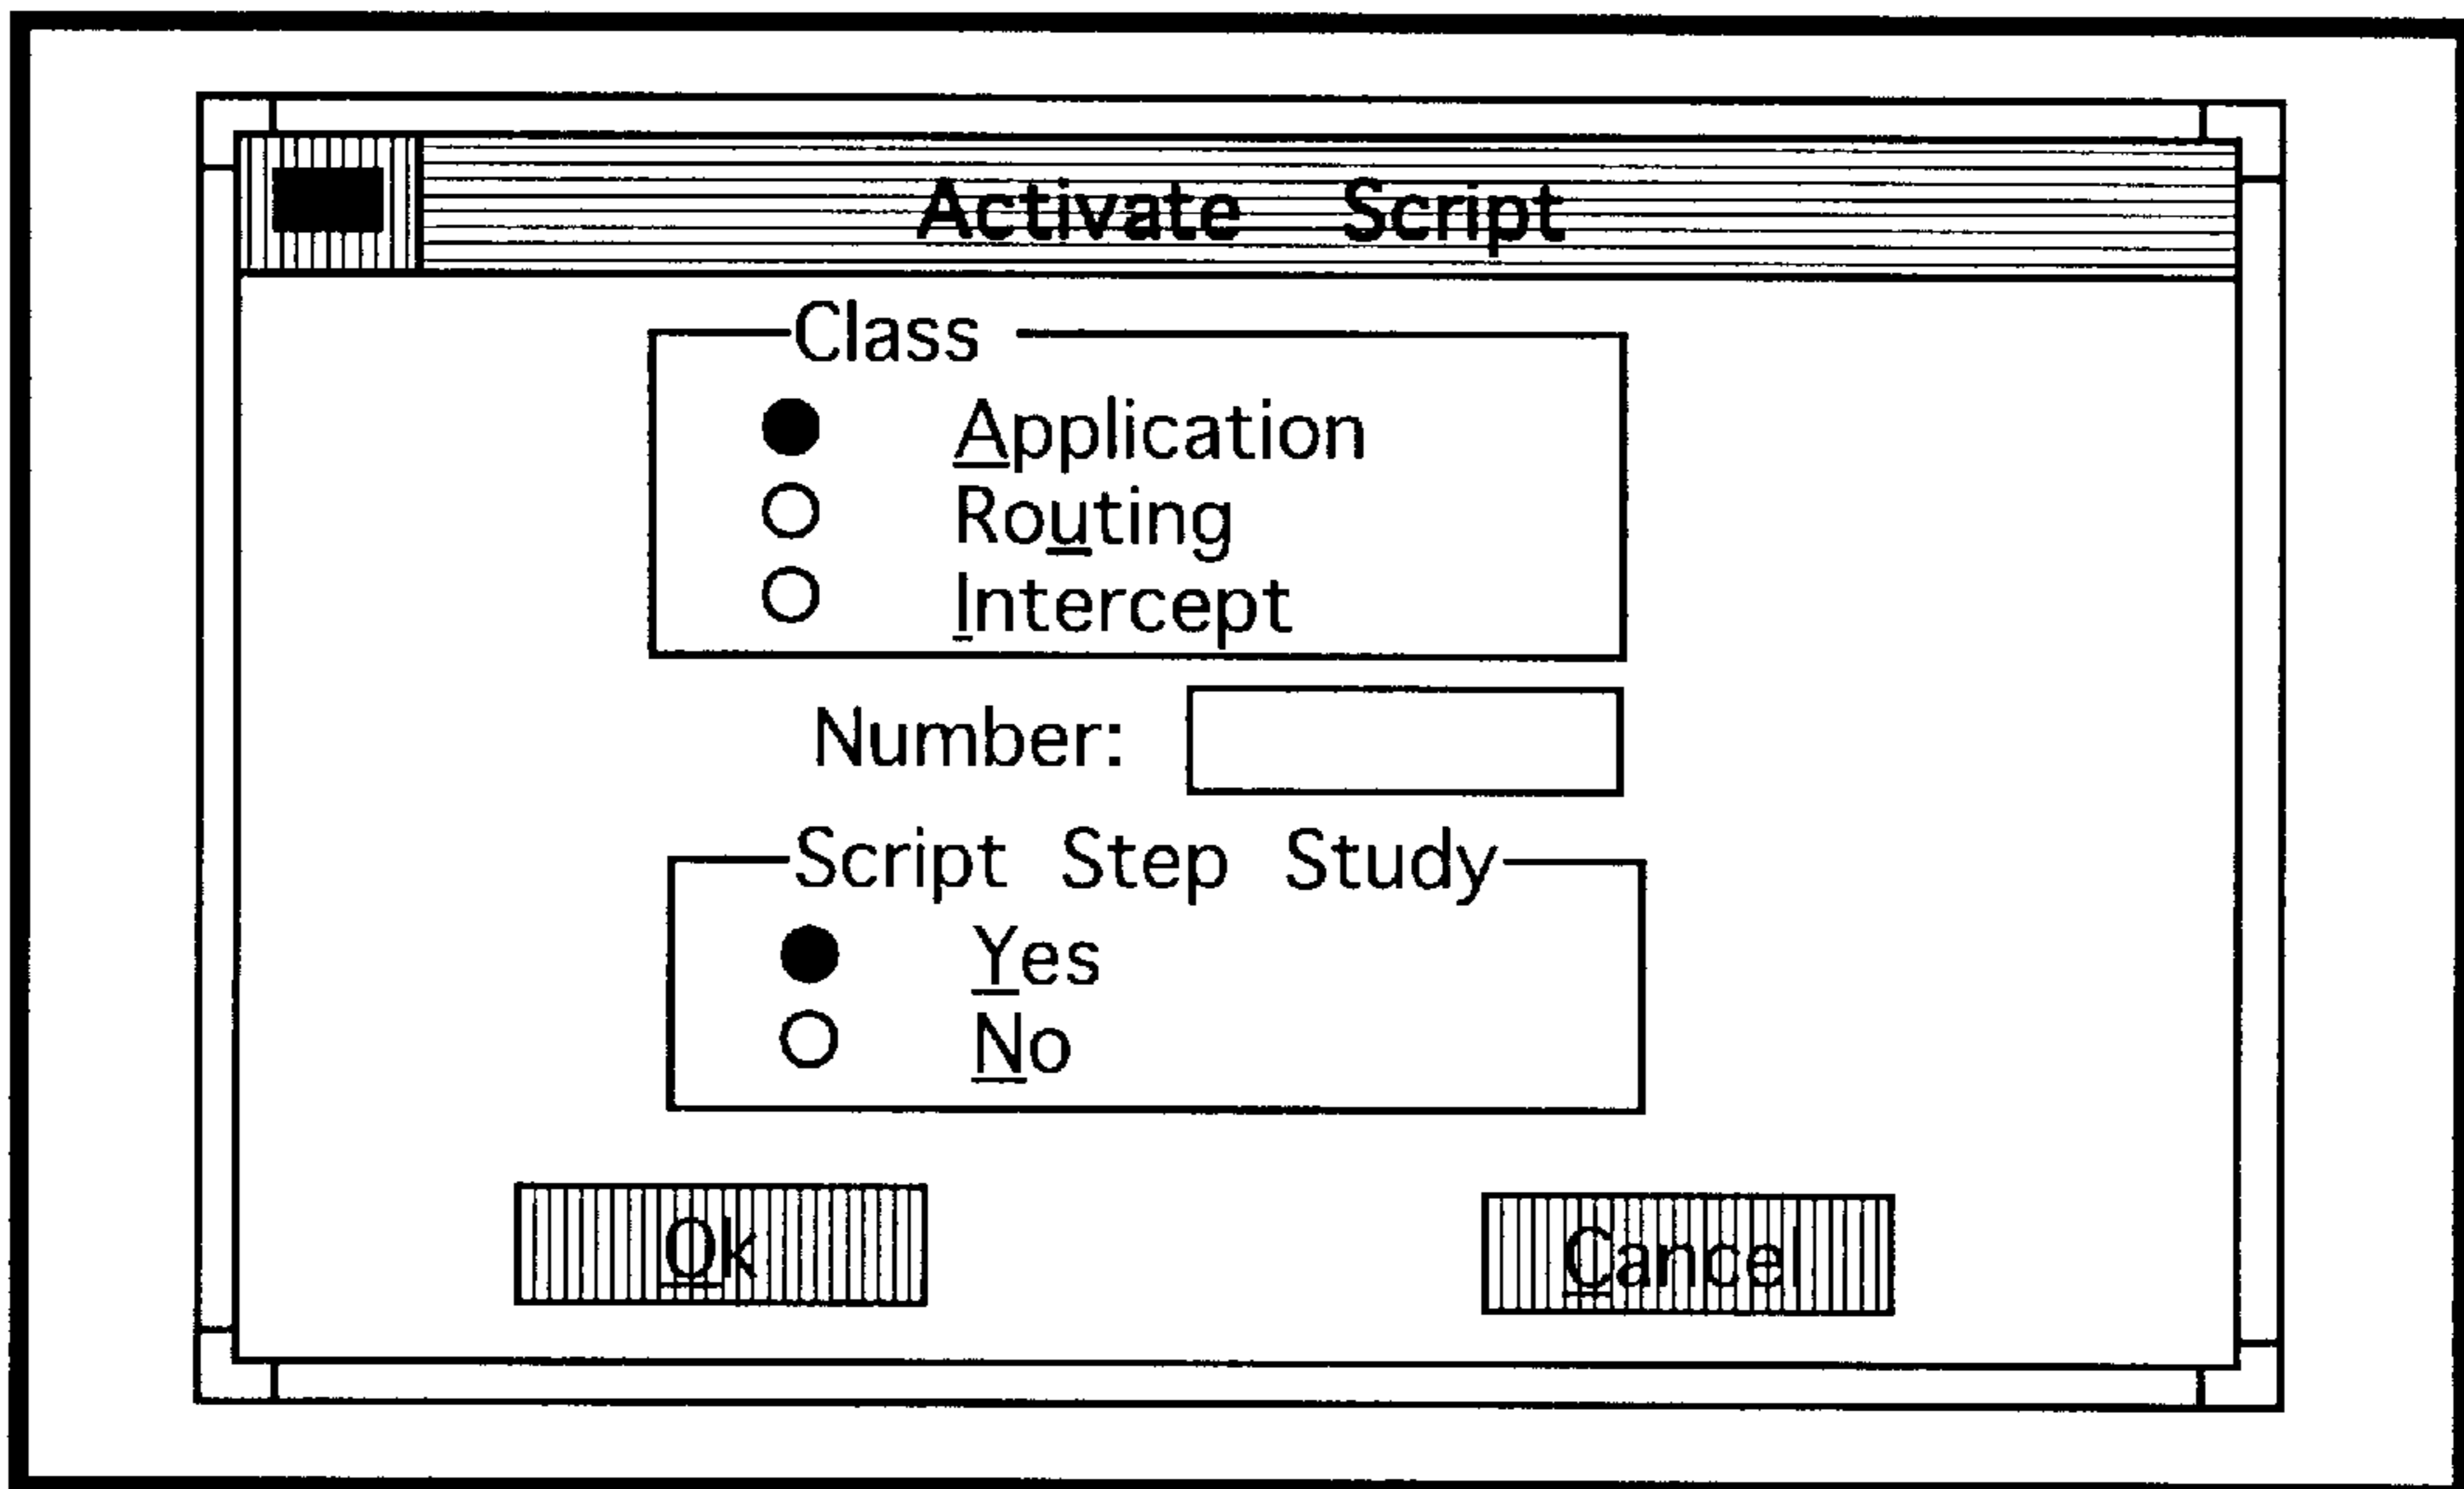 Activate Script
Class
Application
Routing
Intercept
Number:
Script Step Study
Yes
No
Ok
Cancel